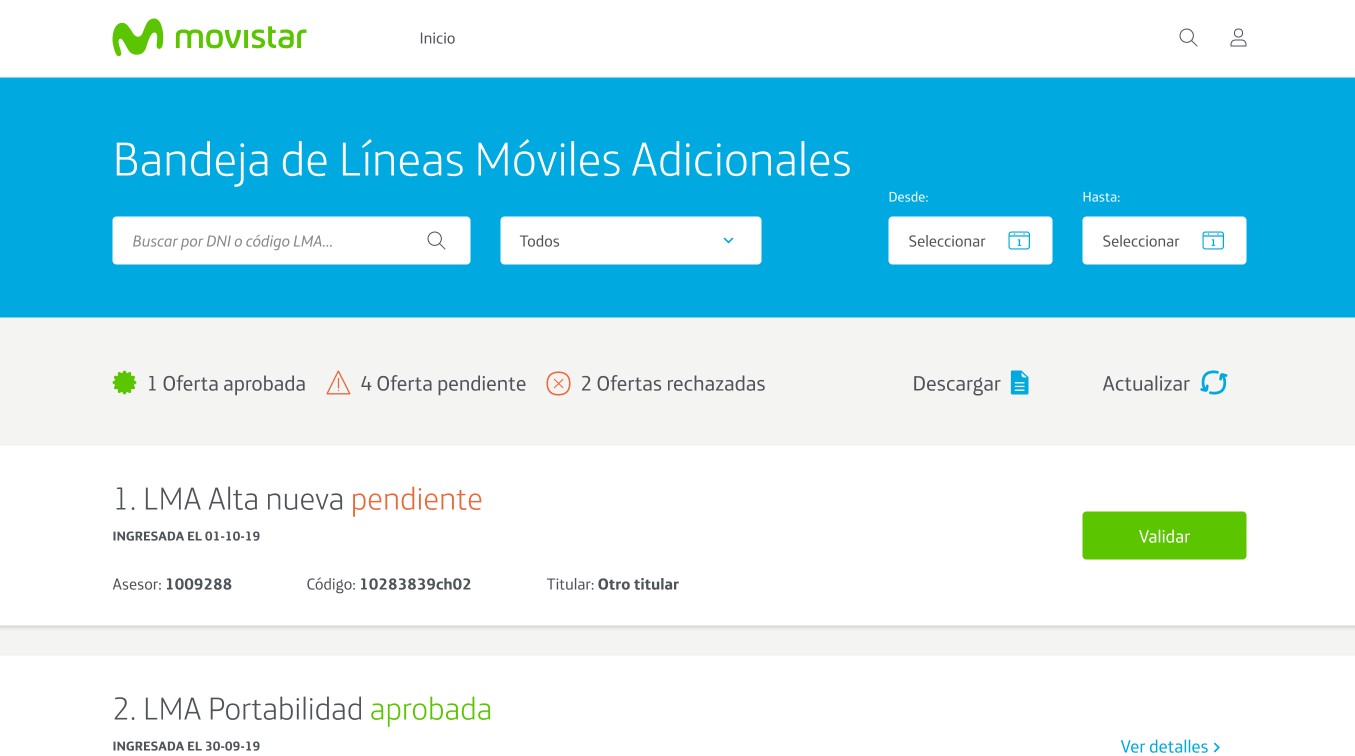 movistar
Inicio
Bandeja de Líneas Móviles Adicionales
Desde:
Hasta:
Buscar por DNI o código LMA...
Todos
Seleccionar
1
Seleccionar
1
1 Oferta aprobada
4 Oferta pendiente
2 Ofertas rechazadas
Descargar
Actualizar
1. LMA Alta nueva pendiente
INGRESADA EL 01-10-19
Validar
Asesor: 1009288
Código: 10283839ch02
Titular: Otro titular
2. LMA Portabilidad aprobada
INGRESADA EL 30-09-19
Ver detalles